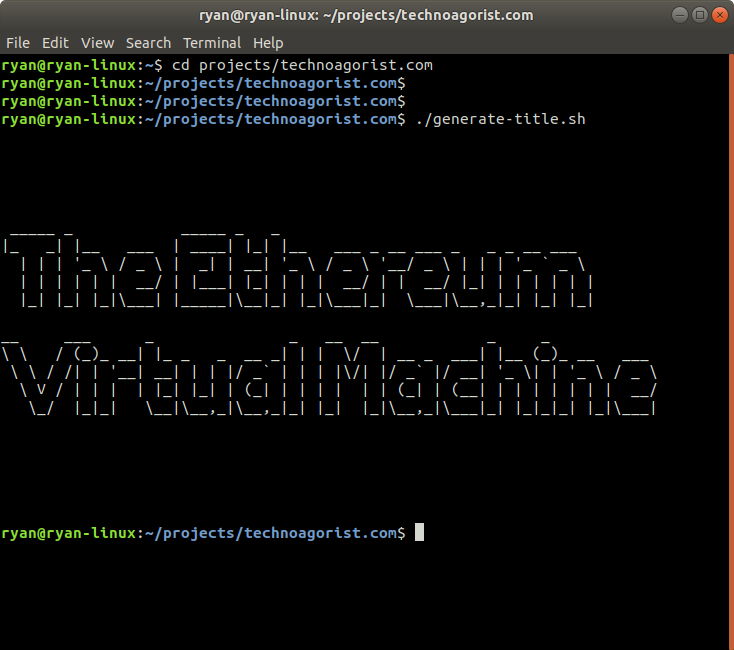 ryan@ryan-linux: ~/projects/technoagorist.com
File Edit View Search Terminal Help
ryan@ryan-linux:~$ cd projects/technoagorist.com
ryan@ryan-linux:~/projects/technoagorist.com$
ryan@ryan-linux:~/projects/technoagorist.com$
ryan@ryan-linux:~/projects/technoagorist.com$ ./generate-title.sh
The Ethereum
Virtual Machine
ryan@ryan-linux:~/projects/technoagorist.com$